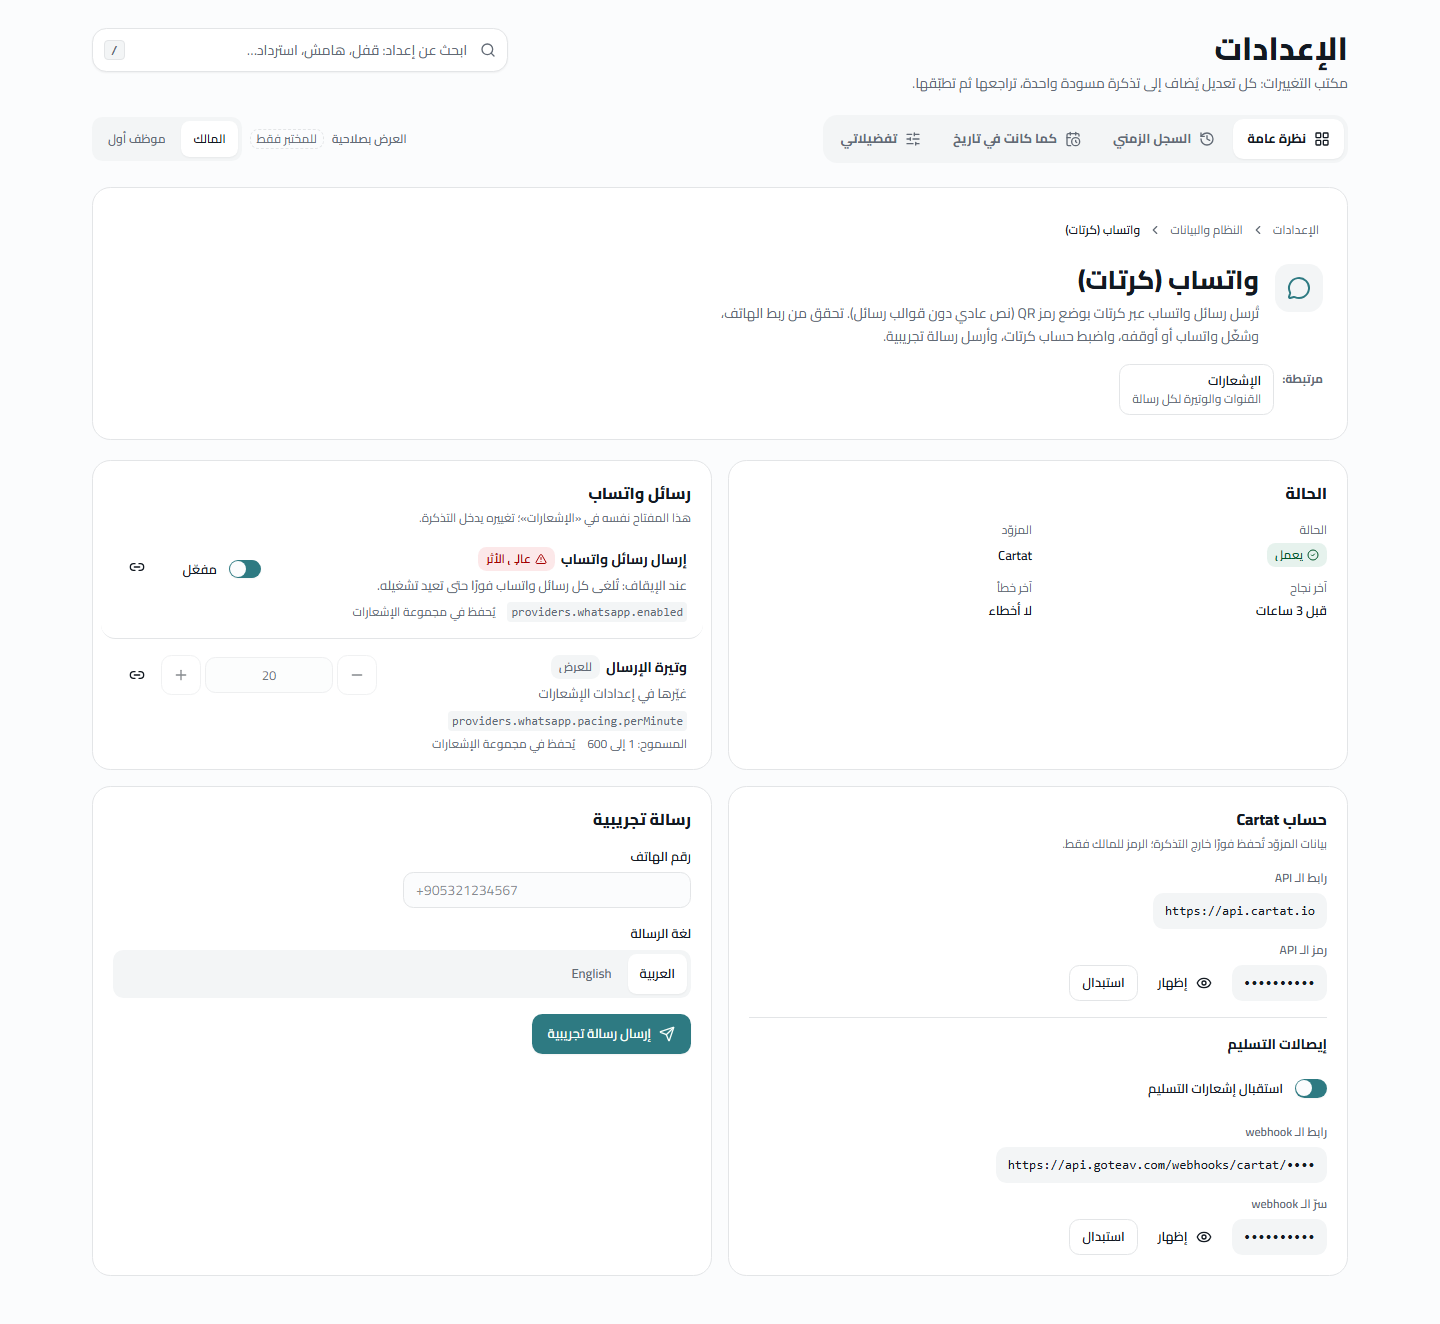 الإعدادات
مكتب التغييرات: كل تعديل يُضاف إلى تذكرة مسودة واحدة، تراجعها ثم تطبّقها.
ابحث عن إعداد: قفل، هامش، استرداد...
/
نظرة عامة
السجل الزمني
كما كانت في تاريخ
تفضيلاتي
العرض بصلاحية
للمختبر فقط
المالك
موظف أول
الإعدادات
النظام والبيانات
واتساب (كرتات)
واتساب (كرتات)
تُرسل رسائل واتساب عبر كرتات بوضع رمز QR (نص عادي دون قوالب رسائل). تحقق من ربط الهاتف،
وشغّل واتساب أو أوقفه، واضبط حساب كرتات، وأرسل رسالة تجريبية.
مرتبطة:
الإشعارات
القنوات والوتيرة لكل رسالة
الحالة
الحالة
يعمل
المزوّد
Cartat
آخر نجاح
قبل 3 ساعات
آخر خطأ
لا أخطاء
رسائل واتساب
هذا المفتاح نفسه في «الإشعارات»؛ تغييره يدخل التذكرة.
إرسال رسائل واتساب
عالي الأثر
مفعّل
عند الإيقاف: تُلغى كل رسائل واتساب فورًا حتى تعيد تشغيله.
providers.whatsapp.enabled
يُحفظ في مجموعة الإشعارات
وتيرة الإرسال
للعرض
20
غيّرها في إعدادات الإشعارات
providers.whatsapp.pacing.perMinute
المسموح: 1 إلى 600
يُحفظ في مجموعة الإشعارات
حساب Cartat
بيانات المزوّد تُحفظ فورًا خارج التذكرة؛ الرمز للمالك فقط.
رابط الـ API
https://api.cartat.io
رمز الـ API
••••••••••
إظهار
استبدال
إيصالات التسليم
استقبال إشعارات التسليم
رابط الـ webhook
https://api.goteav.com/webhooks/cartat/••••
سرّ الـ webhook
••••••••••
إظهار
استبدال
رسالة تجريبية
رقم الهاتف
+905321234567
لغة الرسالة
العربية
English
إرسال رسالة تجريبية